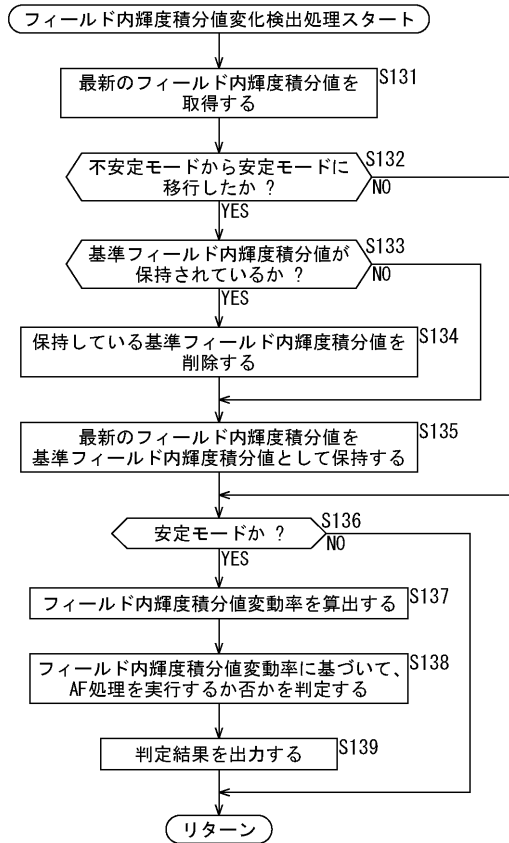 フィールド内輝度積分値変化検出処理スタート
最新のフィールド内輝度積分値を
取得する
S131
不安定モードから安定モードに
移行したか ?
S132
NO
YES
基準フィールド内輝度積分値が
保持されているか ?
S133
NO
YES
保持している基準フィールド内輝度積分値を
削除する
S134
最新のフィールド内輝度積分値を
基準フィールド内輝度積分値として保持する
S135
安定モードか ?
S136
NO
YES
フィールド内輝度積分値変動率を算出する
S137
フィールド内輝度積分値変動率に基づいて、
AF処理を実行するか否かを判定する
S138
判定結果を出力する
S139
リターン